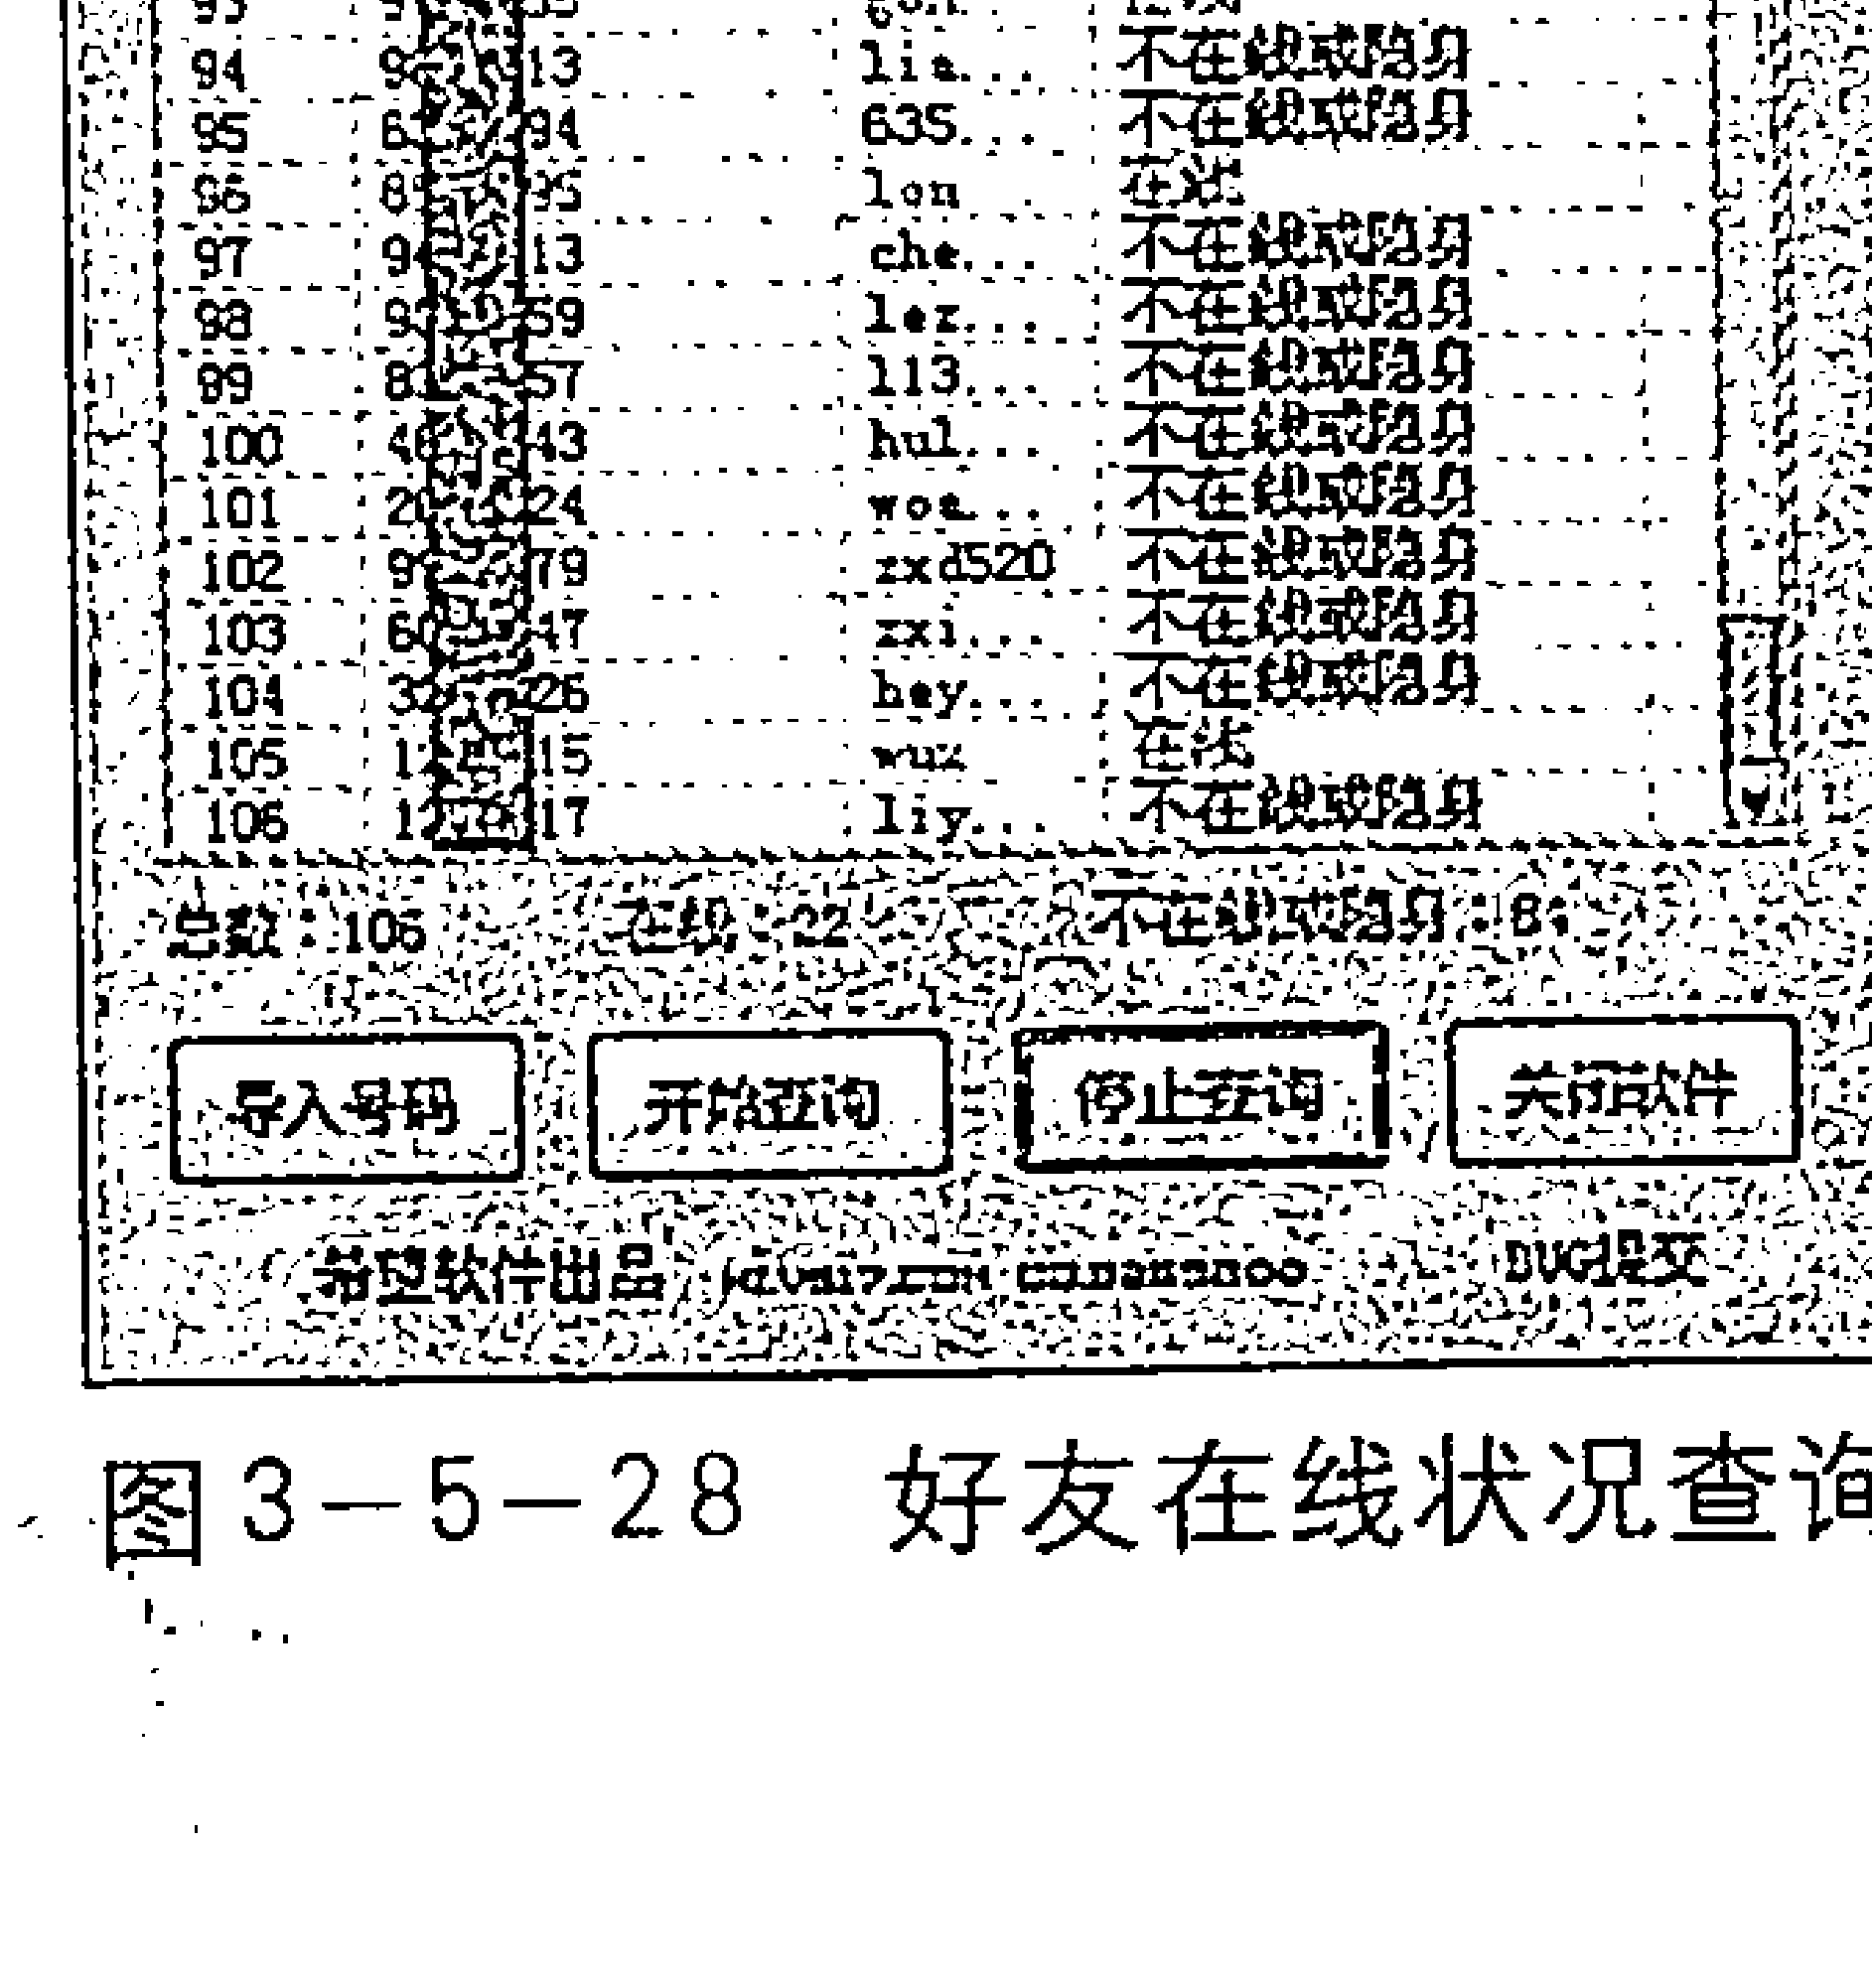 94 13 lia... 不在线或隐身
95 94 635... 不在线或隐身
96 95 lon 在线
97 13 che... 不在线或隐身
98 59 lez... 不在线或隐身
99 57 113... 不在线或隐身
100 43 hul... 不在线或隐身
101 24 woa... 不在线或隐身
102 79 zxd520 不在线或隐身
103 47 zxi... 不在线或隐身
104 26 hey... 不在线或隐身
105 15 wuz 在线
106 17 liy... 不在线或隐身
总数:106 在线:22 不在线或隐身:
导入号码 开始查询 停止查询 关闭软件
软件出品 BUG提交
图3-5-28 好友在线状况查询